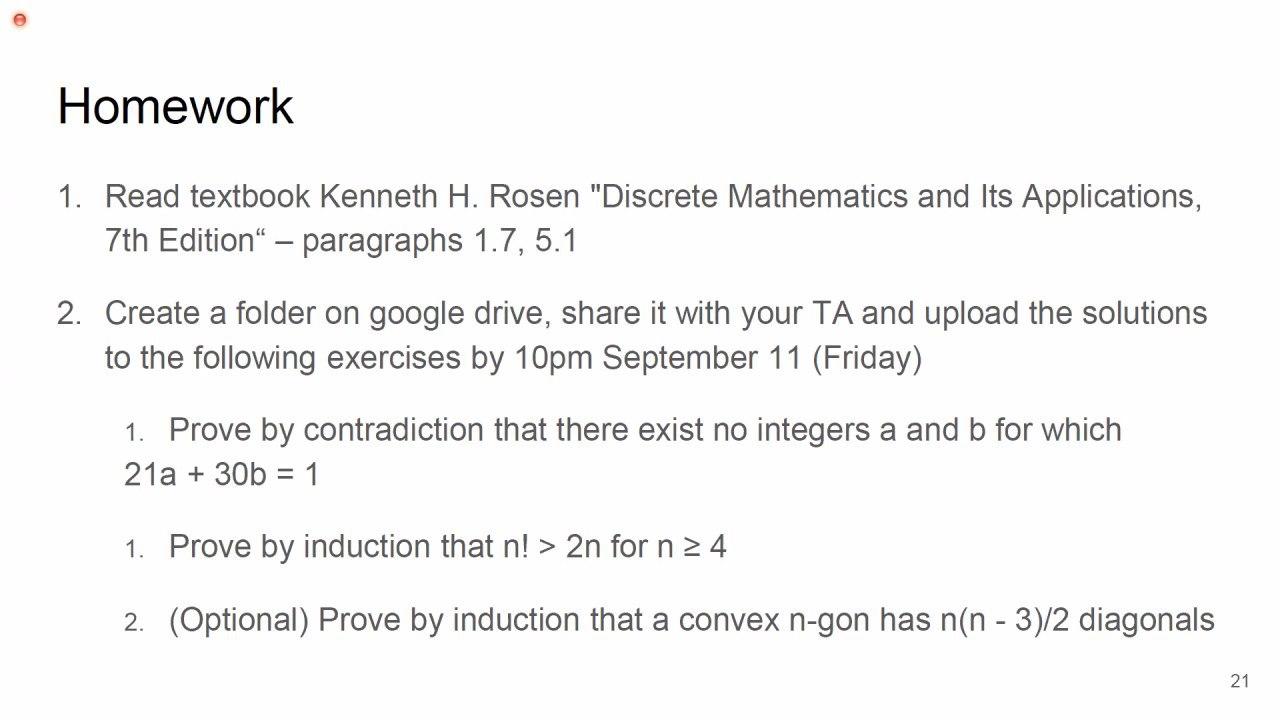 Homework
1. Read textbook Kenneth H. Rosen "Discrete Mathematics and Its Applications,
7th Edition“ – paragraphs 1.7, 5.1
2. Create a folder on google drive, share it with your TA and upload the solutions
to the following exercises by 10pm September 11 (Friday)
1. Prove by contradiction that there exist no integers a and b for which
21a + 30b = 1
1. Prove by induction that n! > 2n for n ≥ 4
2. (Optional) Prove by induction that a convex n-gon has n(n - 3)/2 diagonals
21